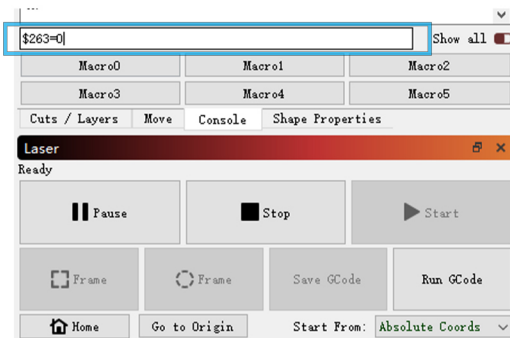 $263=0
Show all
Macro0 Macro1 Macro2
Macro3 Macro4 Macro5
Cuts / Layers Move Console Shape Properties
Laser
Ready
Pause Stop Start
Frame Frame Save GCode Run GCode
Home Go to Origin Start From: Absolute Coords